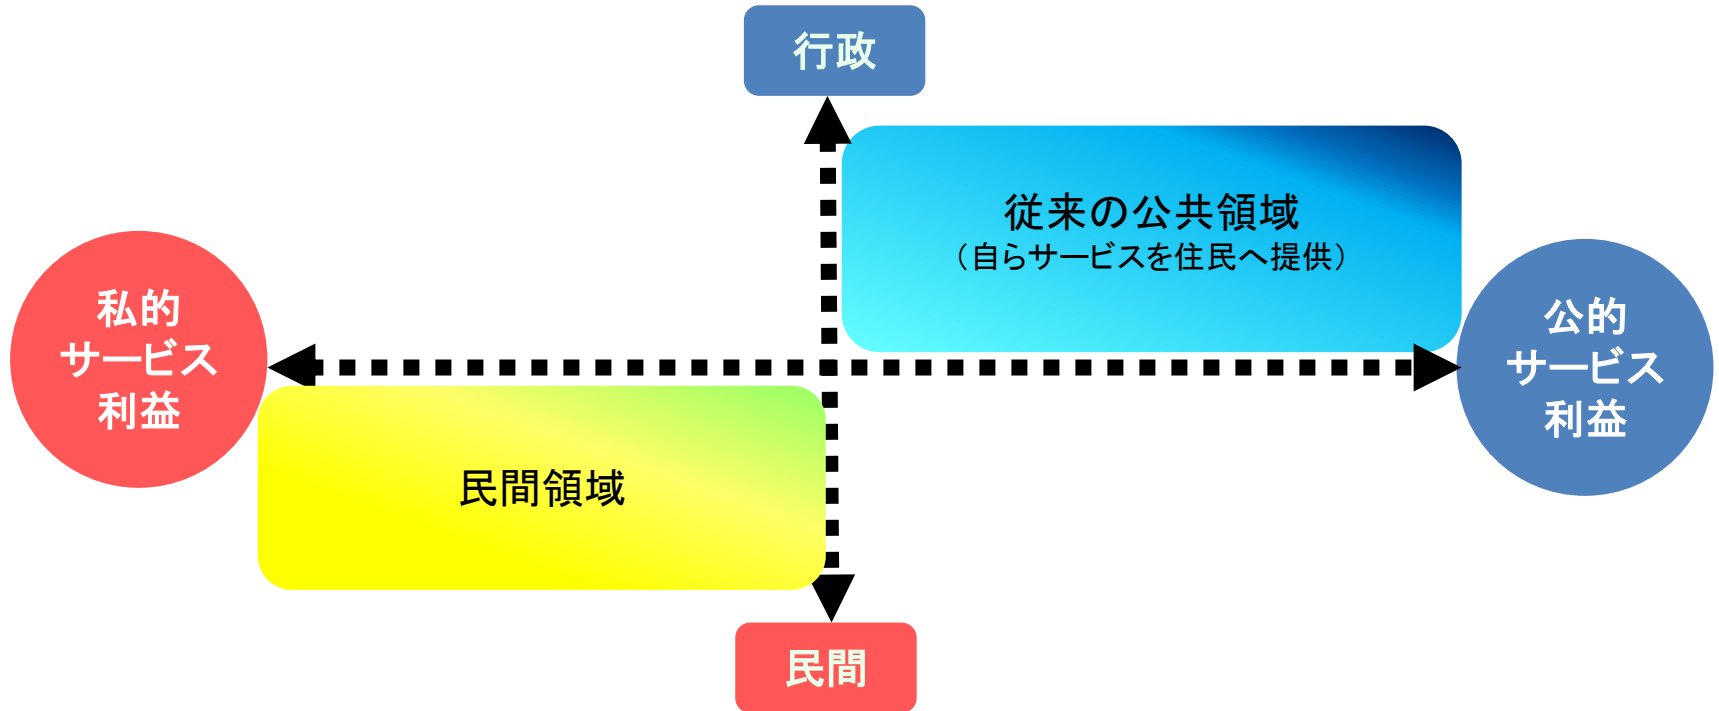 行政
従来の公共領域
（自らサービスを住民へ提供）
私的
サービス
利益
公的
サービス
利益
民間領域
民間